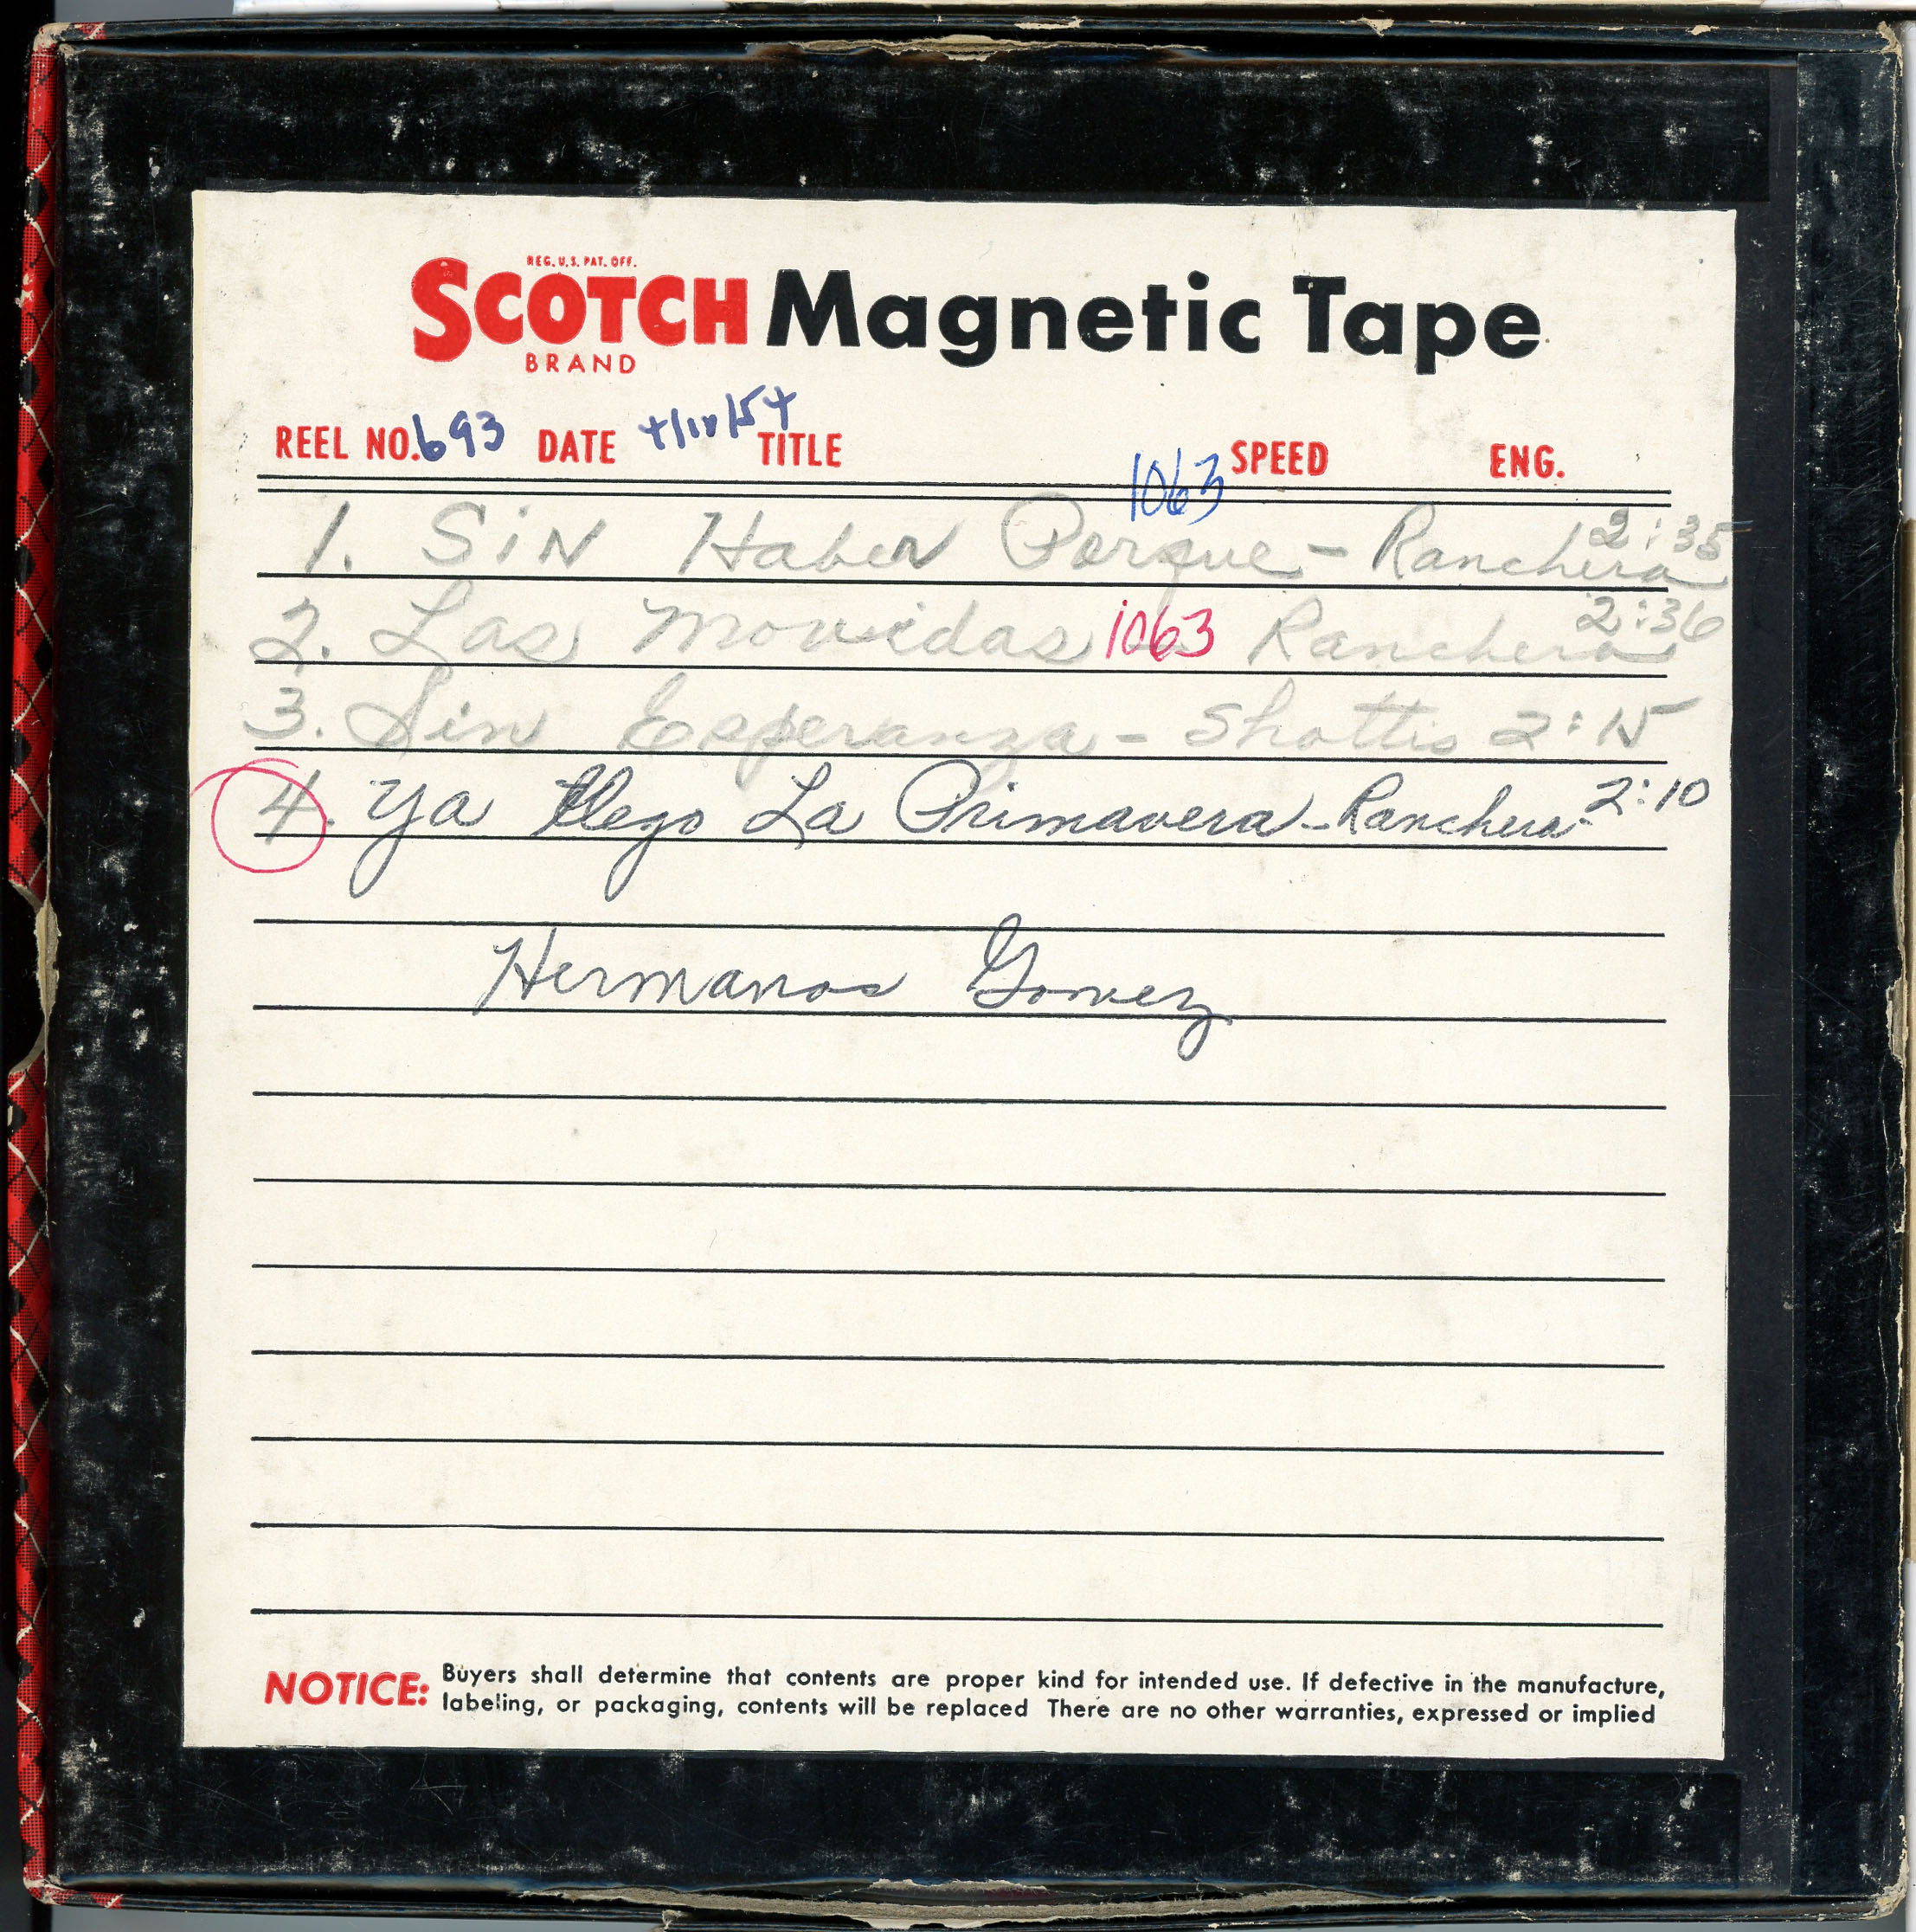 REG. U.S. PAT. OFF.
SCOTCH Magnetic Tape
BRAND
REEL NO. 693 DATE 4/10/54 TITLE SPEED ENG.
1063
1. Sin Haber Porque - Ranchera 2:35
2. Las Movidas 1063 Ranchera 2:36
3. Sin Esperanza - Shottis 2:15
4. Ya llego La Primavera - Ranchera - 2:10
Hermanos Gomez
NOTICE: Buyers shall determine that contents are proper kind for intended use. If defective in the manufacture,
labeling, or packaging, contents will be replaced There are no other warranties, expressed or implied